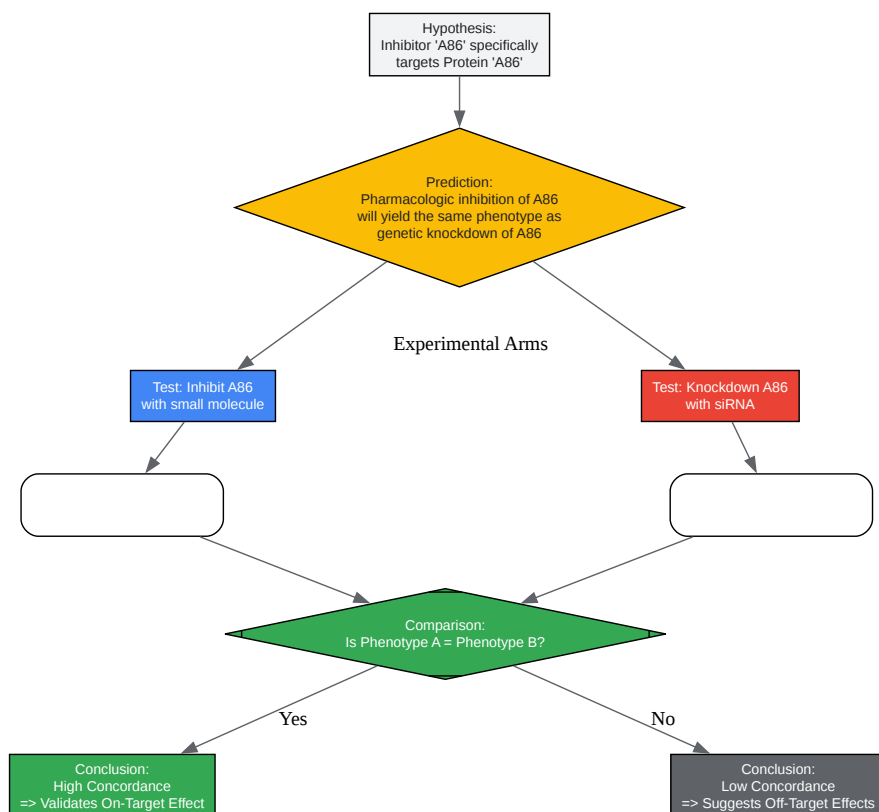 Hypothesis:
Inhibitor 'A86' specifically
targets Protein 'A86'
Prediction:
Pharmacologic inhibition of A86
will yield the same phenotype as
genetic knockdown of A86
Experimental Arms
Test: Inhibit A86
with small molecule
Test: Knockdown A86
with siRNA
Comparison:
Is Phenotype A = Phenotype B?
Yes
No
Conclusion:
High Concordance
=> Validates On-Target Effect
Conclusion:
Low Concordance
=> Suggests Off-Target Effects